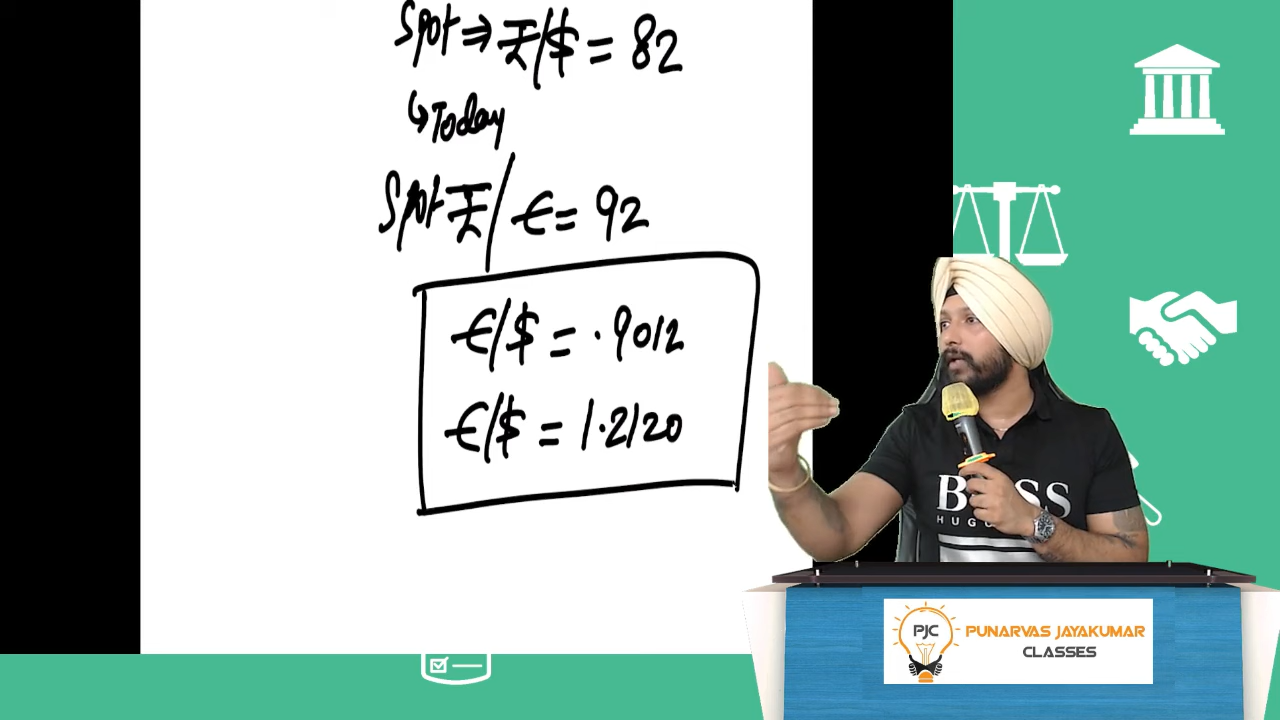 Spot ⇒ ₹/$ = 82
↳ Today
Spot ₹/€ = 92
€/$ = .9012
€/$ = 1.2120
BOSS
HUGO
PJC
PUNARVAS JAYAKUMAR
CLASSES